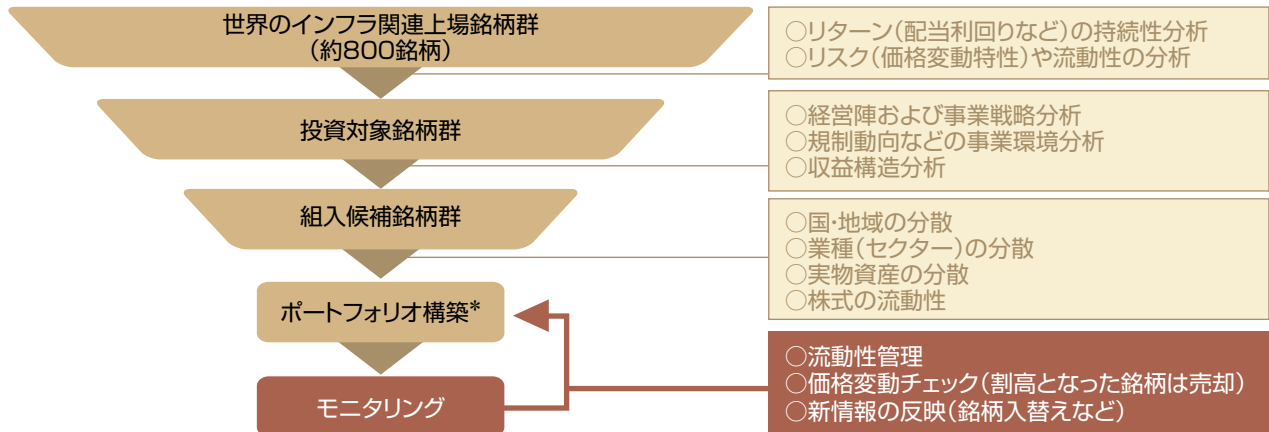 世界のインフラ関連上場銘柄群
(約800銘柄)
○リターン(配当利回りなど)の持続性分析
○リスク(価格変動特性)や流動性の分析
投資対象銘柄群
○経営陣および事業戦略分析
○規制動向などの事業環境分析
○収益構造分析
組入候補銘柄群
○国・地域の分散
○業種(セクター)の分散
○実物資産の分散
○株式の流動性
ポートフォリオ構築*
モニタリング
○流動性管理
○価格変動チェック(割高となった銘柄は売却)
○新情報の反映(銘柄入替えなど)